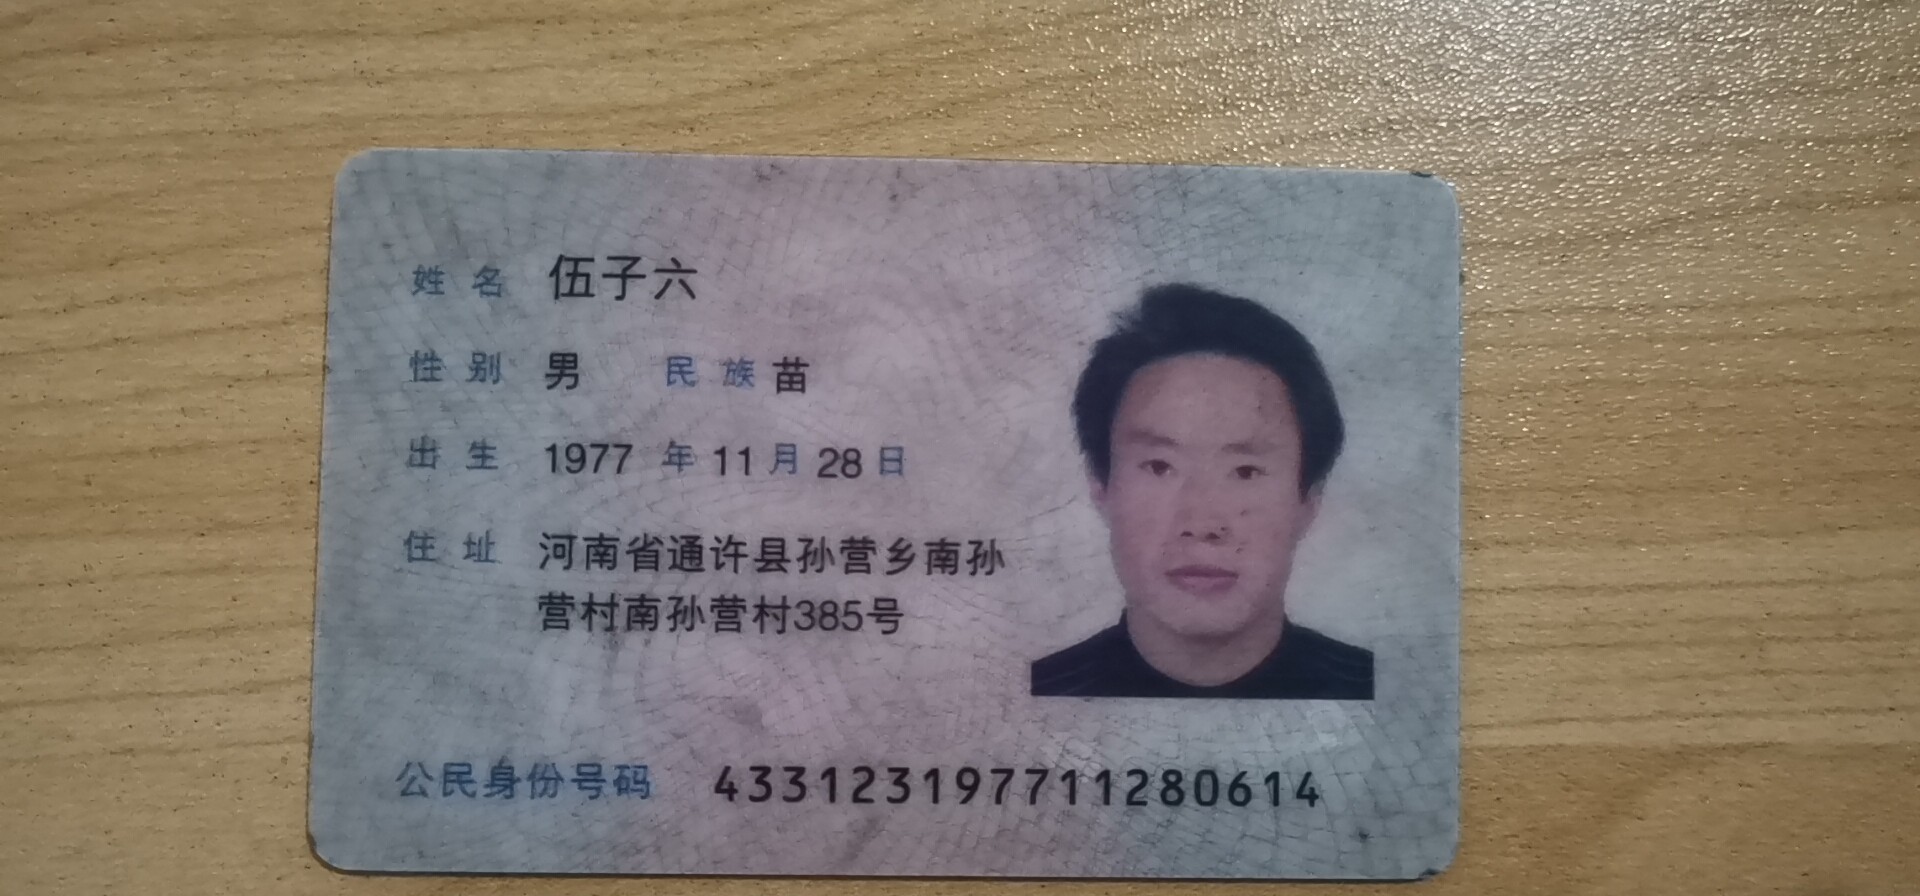 姓名 伍子六
性别 男 民族 苗
出生 1977 年 11 月 28 日
住址 河南省通许县孙营乡南孙
营村南孙营村385号
公民身份号码 433123197711280614